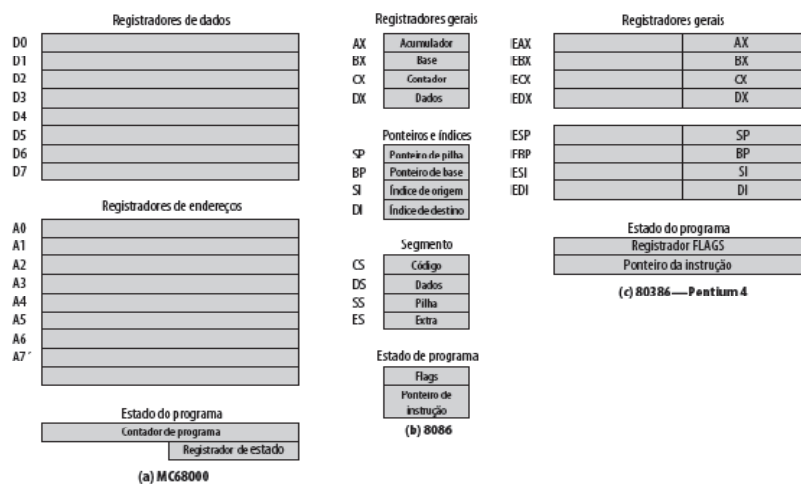 Registradores de dados
D0
D1
D2
D3
D4
D5
D6
D7
Registradores de endereços
A0
A1
A2
A3
A4
A5
A6
A7´
Estado do programa
Contador de programa
Registrador de estado
(a) MC68000
Registradores gerais
AX Acumulador
BX Base
CX Contador
DX Dados
Ponteiros e índices
SP Ponteiro de pilha
BP Ponteiro de base
SI Índice de origem
DI Índice de destino
Segmento
CS Código
DS Dados
SS Pilha
ES Extra
Estado de programa
Flags
Ponteiro de
instrução
(b) 8086
Registradores gerais
EAX AX
EBX BX
ECX CX
EDX DX
ESP SP
EBP BP
ESI SI
EDI DI
Estado do programa
Registrador FLAGS
Ponteiro da instrução
(c) 80386—Pentium 4